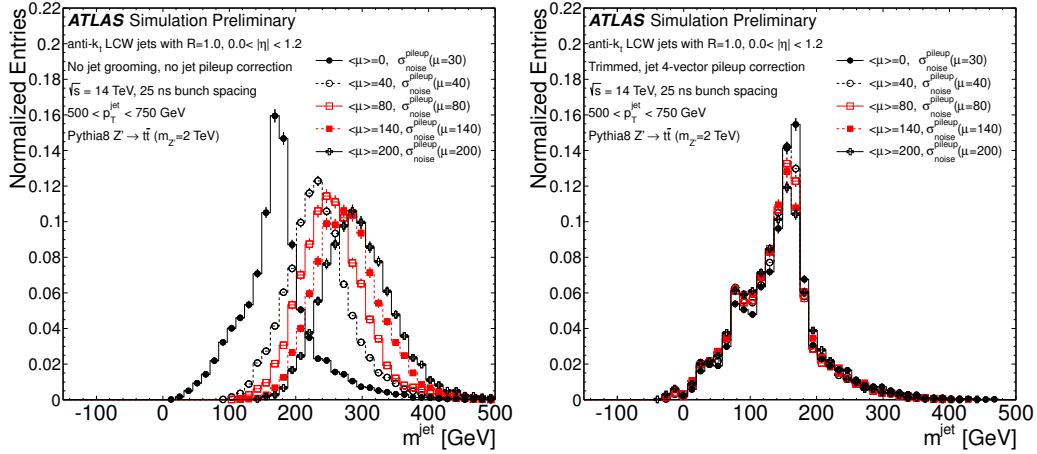 ATLAS Simulation Preliminary
anti-kt LCW jets with R=1.0, 0.0< |η| < 1.2
No jet grooming, no jet pileup correction
√s = 14 TeV, 25 ns bunch spacing
500 < p_T^jet < 750 GeV
Pythia8 Z' → tt̄ (m_Z'=2 TeV)
<μ>=0, σ_noise^pileup(μ=30)
<μ>=40, σ_noise^pileup(μ=40)
<μ>=80, σ_noise^pileup(μ=80)
<μ>=140, σ_noise^pileup(μ=140)
<μ>=200, σ_noise^pileup(μ=200)
Normalized Entries
0.22
0.2
0.18
0.16
0.14
0.12
0.1
0.08
0.06
0.04
0.02
0
-100 0 100 200 300 400 500
m^jet [GeV]
ATLAS Simulation Preliminary
anti-kt LCW jets with R=1.0, 0.0< |η| < 1.2
Trimmed, jet 4-vector pileup correction
√s = 14 TeV, 25 ns bunch spacing
500 < p_T^jet < 750 GeV
Pythia8 Z' → tt̄ (m_Z'=2 TeV)
<μ>=0, σ_noise^pileup(μ=30)
<μ>=40, σ_noise^pileup(μ=40)
<μ>=80, σ_noise^pileup(μ=80)
<μ>=140, σ_noise^pileup(μ=140)
<μ>=200, σ_noise^pileup(μ=200)
Normalized Entries
0.22
0.2
0.18
0.16
0.14
0.12
0.1
0.08
0.06
0.04
0.02
0
-100 0 100 200 300 400 500
m^jet [GeV]